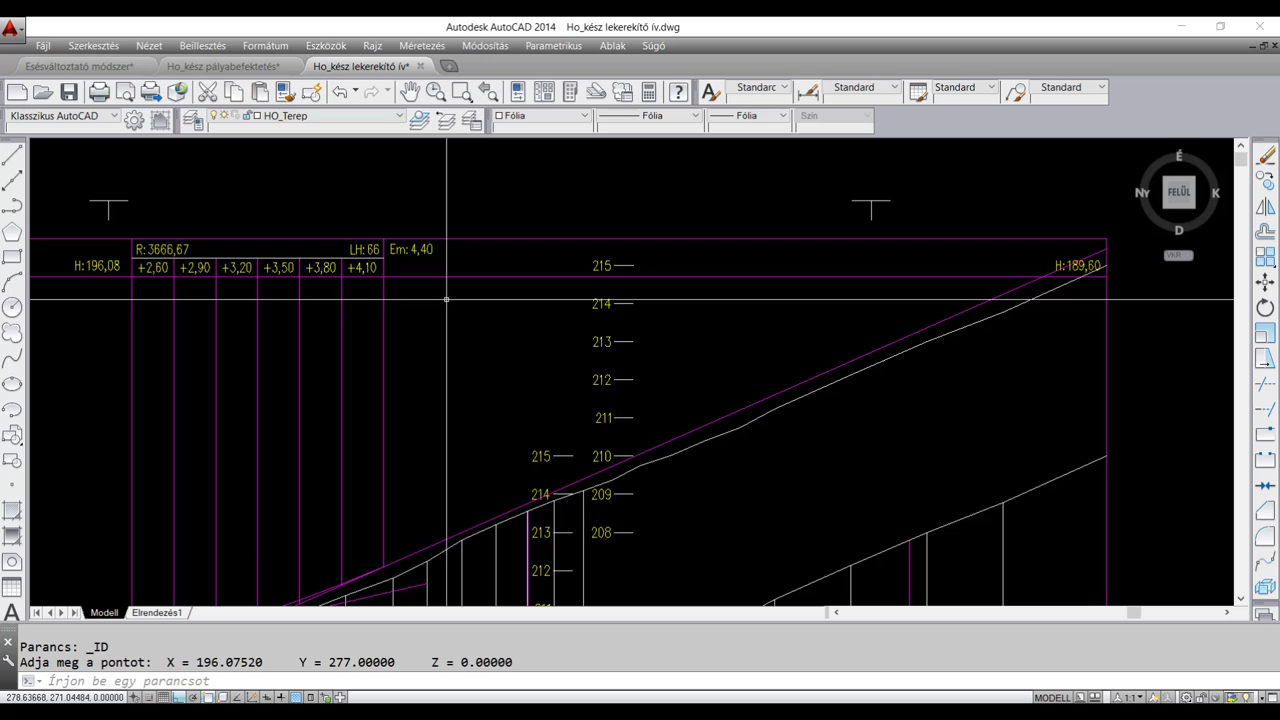 Autodesk AutoCAD 2014 Ho_kész lekerekítő ív.dwg
Fájl Szerkesztés Nézet Beillesztés Formátum Eszközök Rajz Méretezés Módosítás Parametrikus Ablak Súgó
Esésváltoztató módszer* Ho_kész pályabefektetés* Ho_kész lekerekítő ív*
Standarc Standarc Standard Standard
Klasszikus AutoCAD HO_Terep Fólia Fólia Fólia Szín
É
NY FELÜL K
D
VKR
R: 3666,67 LH: 66 Em: 4,40
H:196,08 +2,60 +2,90 +3,20 +3,50 +3,80 +4,10 215 H:189,60
214
213
212
211
215 210
214 209
213 208
212
Modell Elrendezés1
Parancs: _ID
Adja meg a pontot: X = 196.07520 Y = 277.00000 Z = 0.00000
Írjon be egy parancsot
278.63668, 271.04484, 0.00000 MODELL 1:1